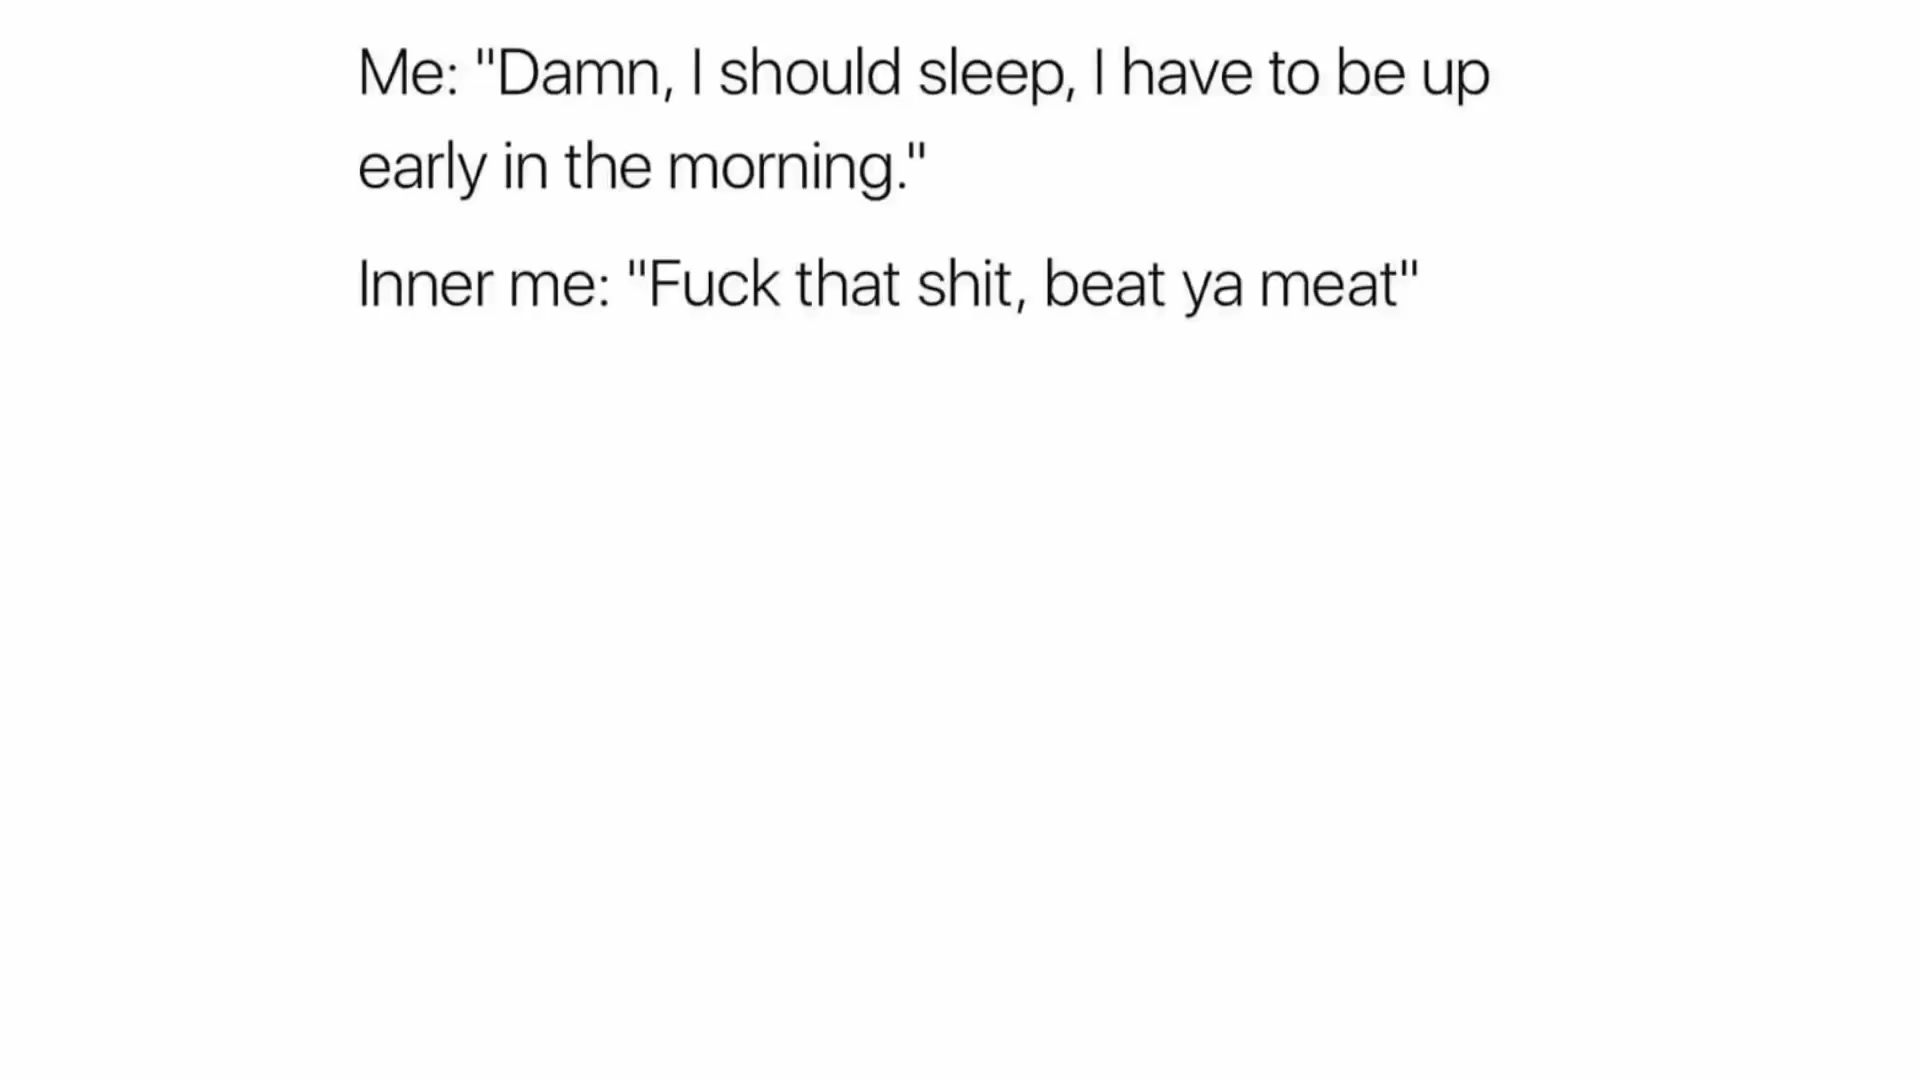 Me: "Damn, I should sleep, I have to be up
early in the morning."
Inner me: "Fuck that shit, beat ya meat"